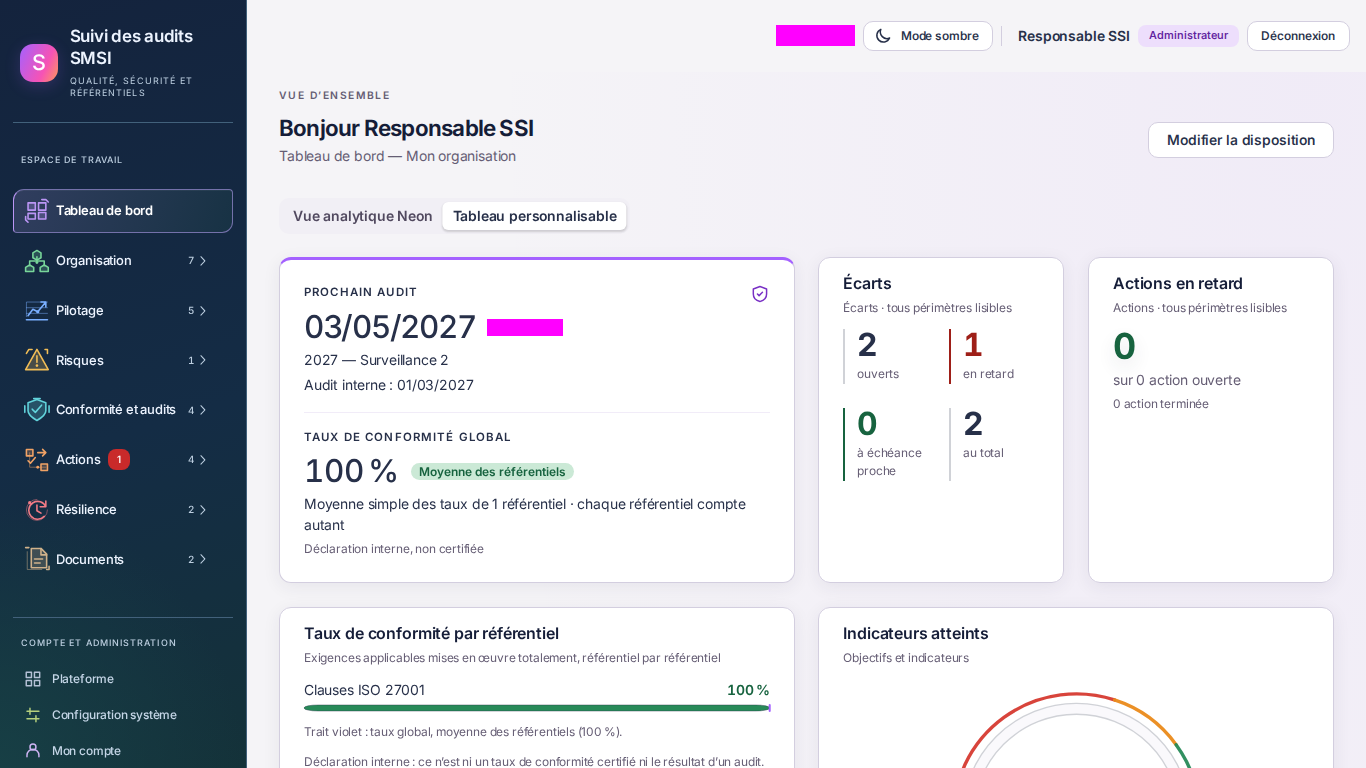 Suivi des audits
SMSI
QUALITÉ, SÉCURITÉ ET
RÉFÉRENTIELS
S
ESPACE DE TRAVAIL
Tableau de bord
Organisation 7
Pilotage 5
Risques 1
Conformité et audits 4
Actions 1 4
Résilience 2
Documents 2
COMPTE ET ADMINISTRATION
Plateforme
Configuration système
Mon compte
Mode sombre
Responsable SSI
Administrateur
Déconnexion
VUE D’ENSEMBLE
Bonjour Responsable SSI
Tableau de bord — Mon organisation
Modifier la disposition
Vue analytique Neon
Tableau personnalisable
PROCHAIN AUDIT
03/05/2027
2027 — Surveillance 2
Audit interne : 01/03/2027
TAUX DE CONFORMITÉ GLOBAL
100 % Moyenne des référentiels
Moyenne simple des taux de 1 référentiel · chaque référentiel compte
autant
Déclaration interne, non certifiée
Écarts
Écarts · tous périmètres lisibles
2
ouverts
1
en retard
0
à échéance
proche
2
au total
Actions en retard
Actions · tous périmètres lisibles
0
sur 0 action ouverte
0 action terminée
Taux de conformité par référentiel
Exigences applicables mises en œuvre totalement, référentiel par référentiel
Clauses ISO 27001 100 %
Trait violet : taux global, moyenne des référentiels (100 %).
Déclaration interne : ce n’est ni un taux de conformité certifié ni le résultat d’un audit.
Indicateurs atteints
Objectifs et indicateurs